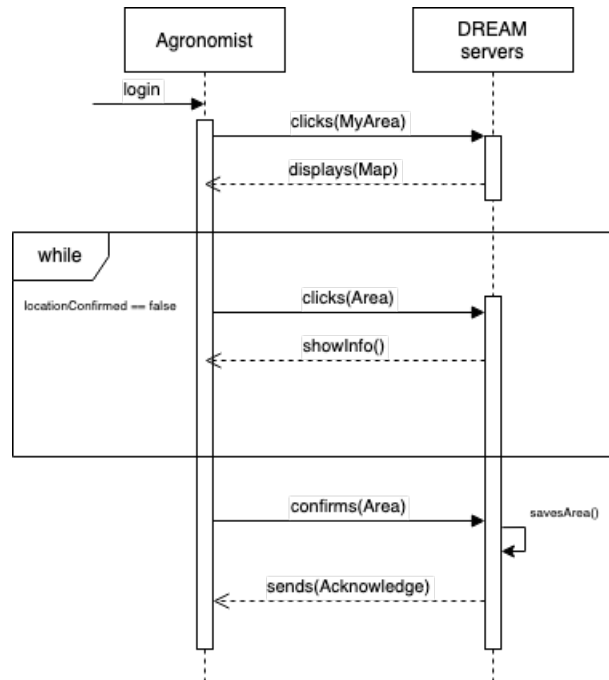 Agronomist
DREAM
servers
login
clicks(MyArea)
displays(Map)
while
locationConfirmed == false
clicks(Area)
showInfo()
confirms(Area)
savesArea()
sends(Acknowledge)